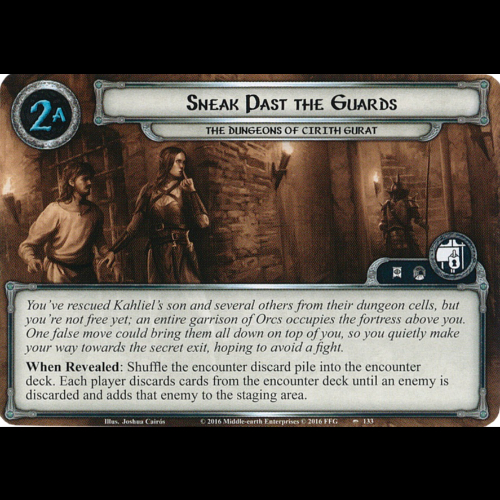 2A
Sneak Past the Guards
The Dungeons of Cirith Gurat
You've rescued Kahliel's son and several others from their dungeon cells, but
you're not free yet; an entire garrison of Orcs occupies the fortress above you.
One false move could bring them all down on top of you, so you quietly make
your way towards the secret exit, hoping to avoid a fight.
When Revealed: Shuffle the encounter discard pile into the encounter
deck. Each player discards cards from the encounter deck until an enemy is
discarded and adds that enemy to the staging area.
Illus. Joshua Cairós © 2016 Middle-earth Enterprises © 2016 FFG 133